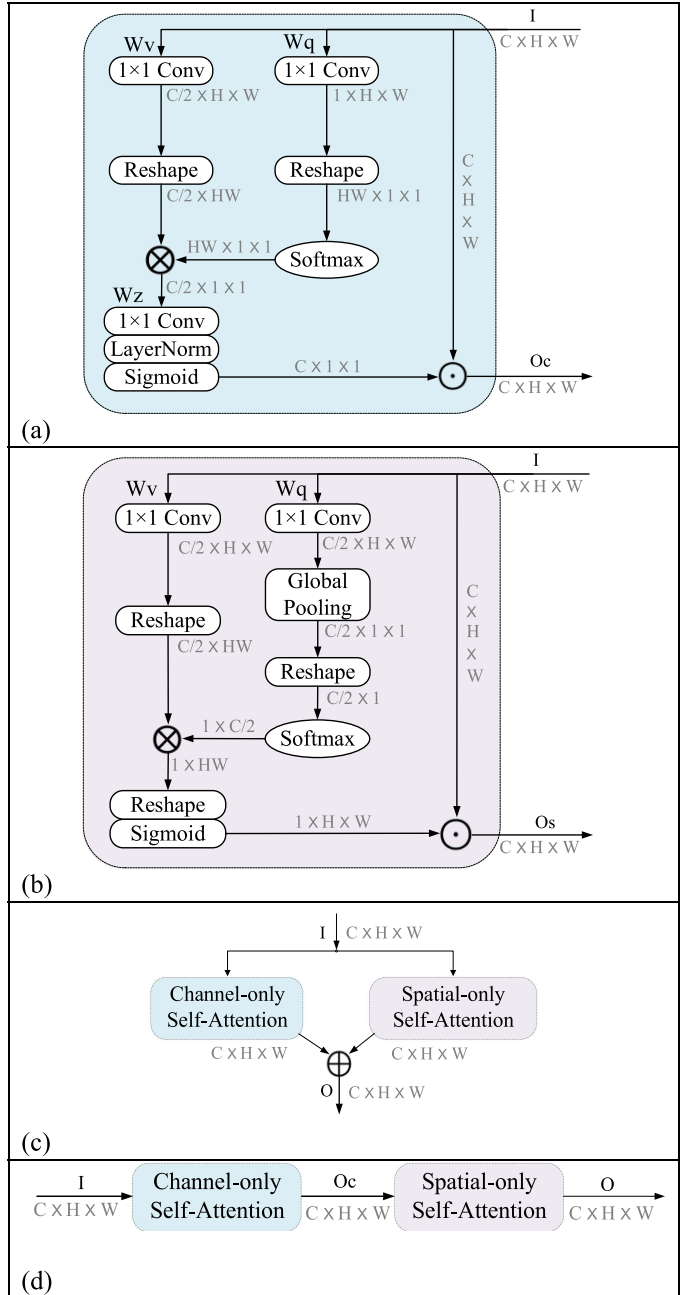 I
C×H×W
Wv
Wq
1×1 Conv
1×1 Conv
C/2×H×W
1×H×W
C×H×W
Reshape
Reshape
C/2×HW
HW×1×1
HW×1×1
Softmax
C/2×1×1
Wz
1×1 Conv
LayerNorm
Sigmoid
C×1×1
Oc
C×H×W
(a)
I
C×H×W
Wv
Wq
1×1 Conv
1×1 Conv
C/2×H×W
C/2×H×W
Global
Pooling
C×H×W
Reshape
C/2×HW
C/2×1×1
Reshape
C/2×1
1×C/2
Softmax
1×HW
Reshape
Sigmoid
1×H×W
Os
C×H×W
(b)
I
C×H×W
Channel-only
Self-Attention
Spatial-only
Self-Attention
C×H×W
C×H×W
O
C×H×W
(c)
I
C×H×W
Channel-only
Self-Attention
Oc
C×H×W
Spatial-only
Self-Attention
O
C×H×W
(d)